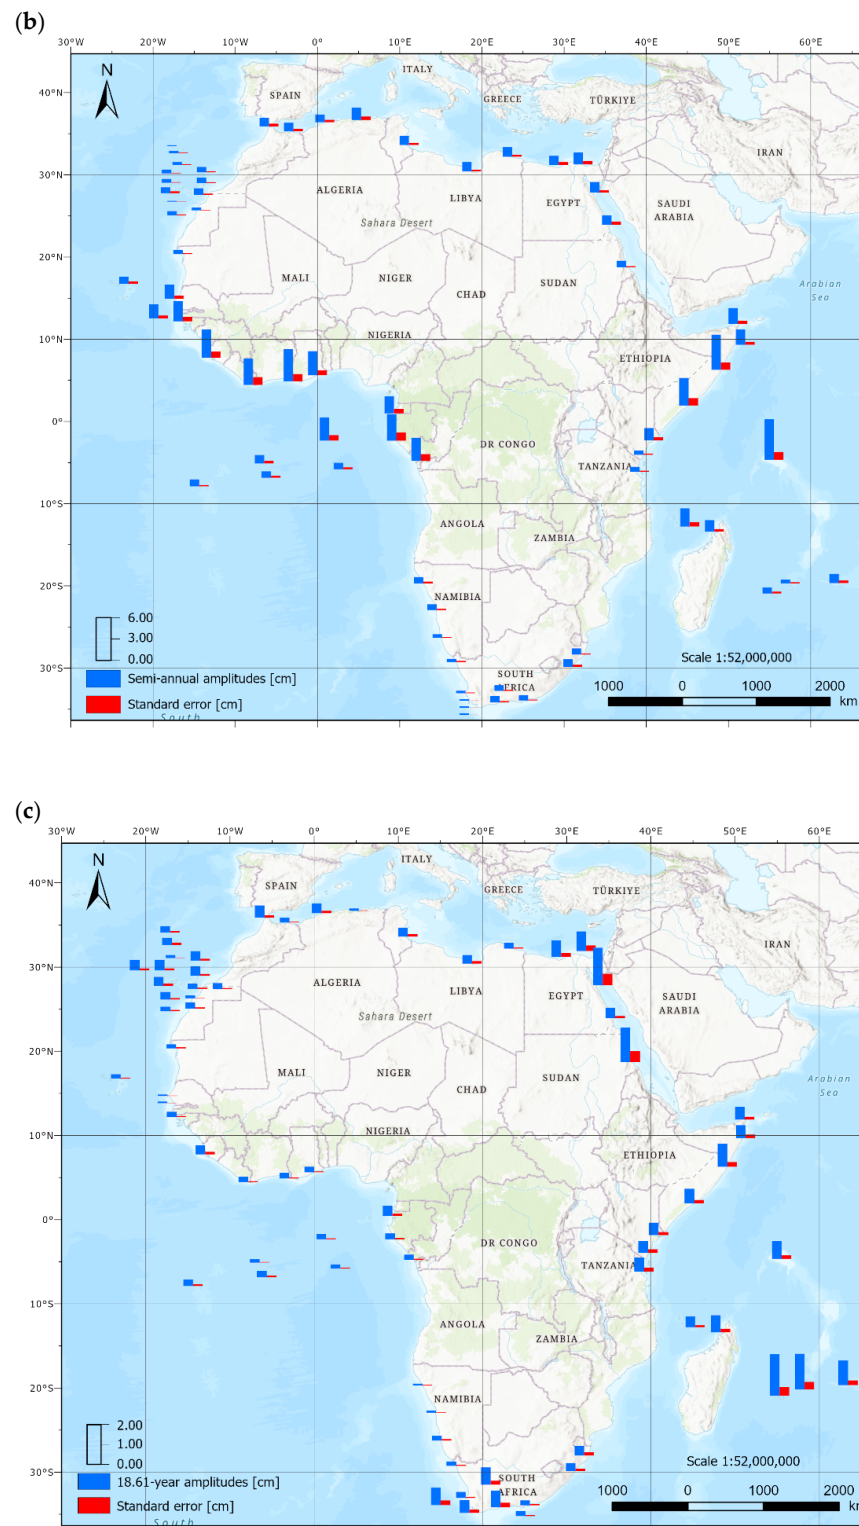 (b)
30°W 20°W 10°W 0° 10°E 20°E 30°E 40°E 50°E 60°E
N
ITALY
40°N
SPAIN
GREECE
TÜRKIYE
IRAN
30°N
ALGERIA
LIBYA
EGYPT
SAUDI
ARABIA
Sahara Desert
20°N
MALI
NIGER
CHAD
SUDAN
Arabian
Sea
10°N
NIGERIA
ETHIOPIA
0°
DR CONGO
TANZANIA
10°S
ANGOLA
ZAMBIA
20°S
NAMIBIA
6.00
3.00
0.00
30°S
Semi-annual amplitudes [cm]
Standard error [cm]
South
SOUTH
AFRICA
Scale 1:52,000,000
1000 0 1000 2000
km
(c)
30°W 20°W 10°W 0° 10°E 20°E 30°E 40°E 50°E 60°E
N
ITALY
40°N
SPAIN
GREECE
TÜRKIYE
IRAN
30°N
ALGERIA
LIBYA
EGYPT
SAUDI
ARABIA
Sahara Desert
20°N
MALI
NIGER
CHAD
SUDAN
Arabian
Sea
10°N
NIGERIA
ETHIOPIA
0°
DR CONGO
TANZANIA
10°S
ANGOLA
ZAMBIA
20°S
NAMIBIA
2.00
1.00
0.00
30°S
18.61-year amplitudes [cm]
Standard error [cm]
South
SOUTH
AFRICA
Scale 1:52,000,000
1000 0 1000 2000